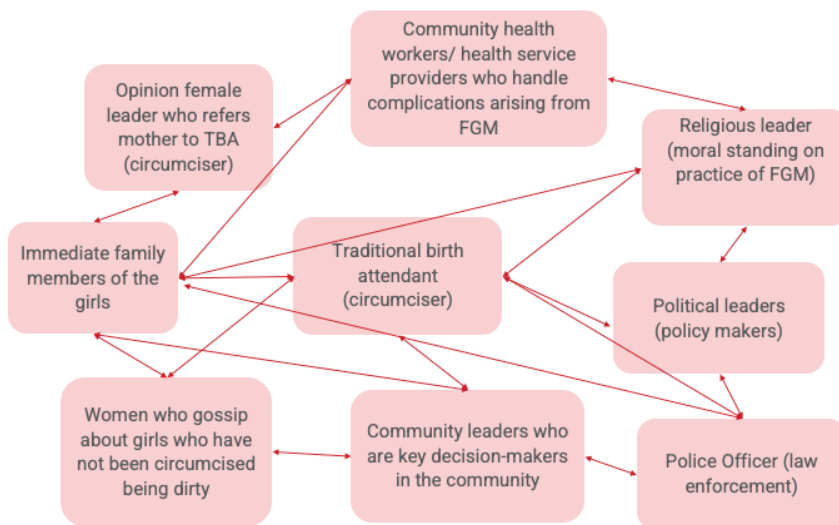 Community health
workers/ health service
providers who handle
complications arising from
FGM
Opinion female
leader who refers
mother to TBA
(circumciser)
Religious leader
(moral standing on
practice of FGM)
Immediate family
members of the
girls
Traditional birth
attendant
(circumciser)
Political leaders
(policy makers)
Women who gossip
about girls who have
not been circumcised
being dirty
Community leaders who
are key decision-makers
in the community
Police Officer (law
enforcement)